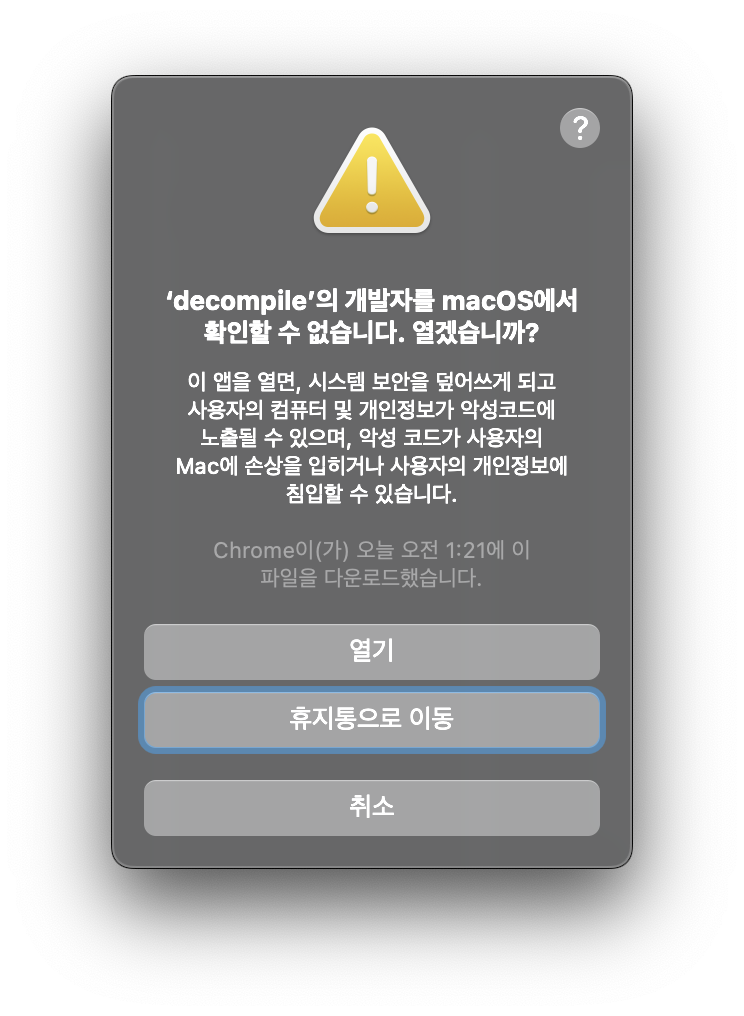 ?
‘decompile’의 개발자를 macOS에서
확인할 수 없습니다. 열겠습니까?
이 앱을 열면, 시스템 보안을 덮어쓰게 되고
사용자의 컴퓨터 및 개인정보가 악성코드에
노출될 수 있으며, 악성 코드가 사용자의
Mac에 손상을 입히거나 사용자의 개인정보에
침입할 수 있습니다.
Chrome이(가) 오늘 오전 1:21에 이
파일을 다운로드했습니다.
열기
휴지통으로 이동
취소